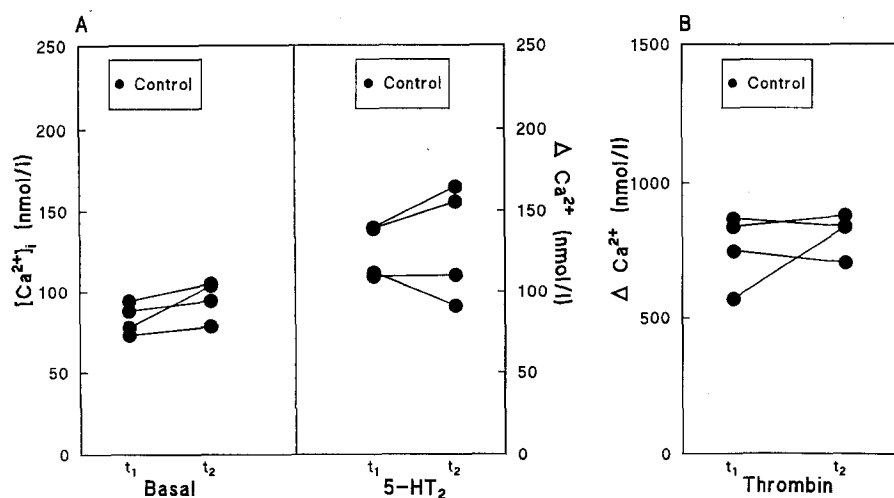 A
B
250
200
150
100
50
0
[Ca²⁺]ᵢ (nmol/l)
● Control
t₁
t₂
Basal
● Control
t₁
t₂
5-HT₂
250
200
150
100
50
0
Δ Ca²⁺ (nmol/l)
1500
1000
500
0
Δ Ca²⁺ (nmol/l)
● Control
t₁
t₂
Thrombin